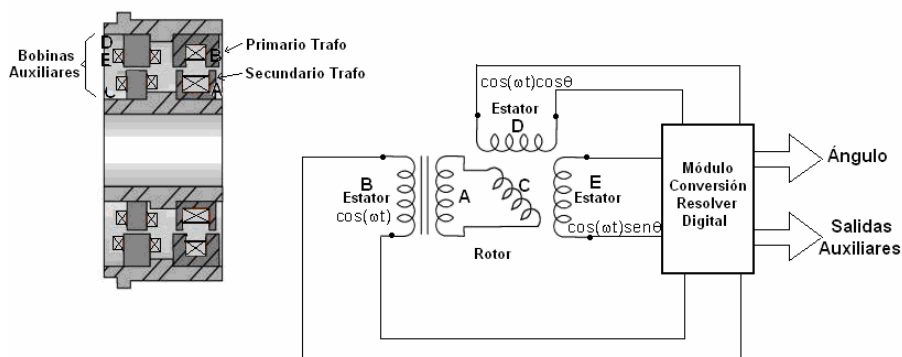 Bobinas
Auxiliares
D
E
C
B
A
Primario Trafo
Secundario Trafo
cos(ωt)cosθ
Estator
D
B
Estator
cos(ωt)
A
C
Rotor
E
Estator
cos(ωt)senθ
Módulo
Conversión
Resolver
Digital
Ángulo
Salidas
Auxiliares